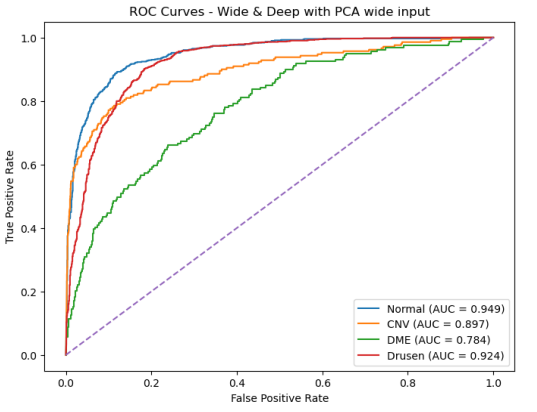 ROC Curves - Wide & Deep with PCA wide input
True Positive Rate
1.0
0.8
0.6
0.4
0.2
0.0
Normal (AUC = 0.949)
CNV (AUC = 0.897)
DME (AUC = 0.784)
Drusen (AUC = 0.924)
0.0 0.2 0.4 0.6 0.8 1.0
False Positive Rate